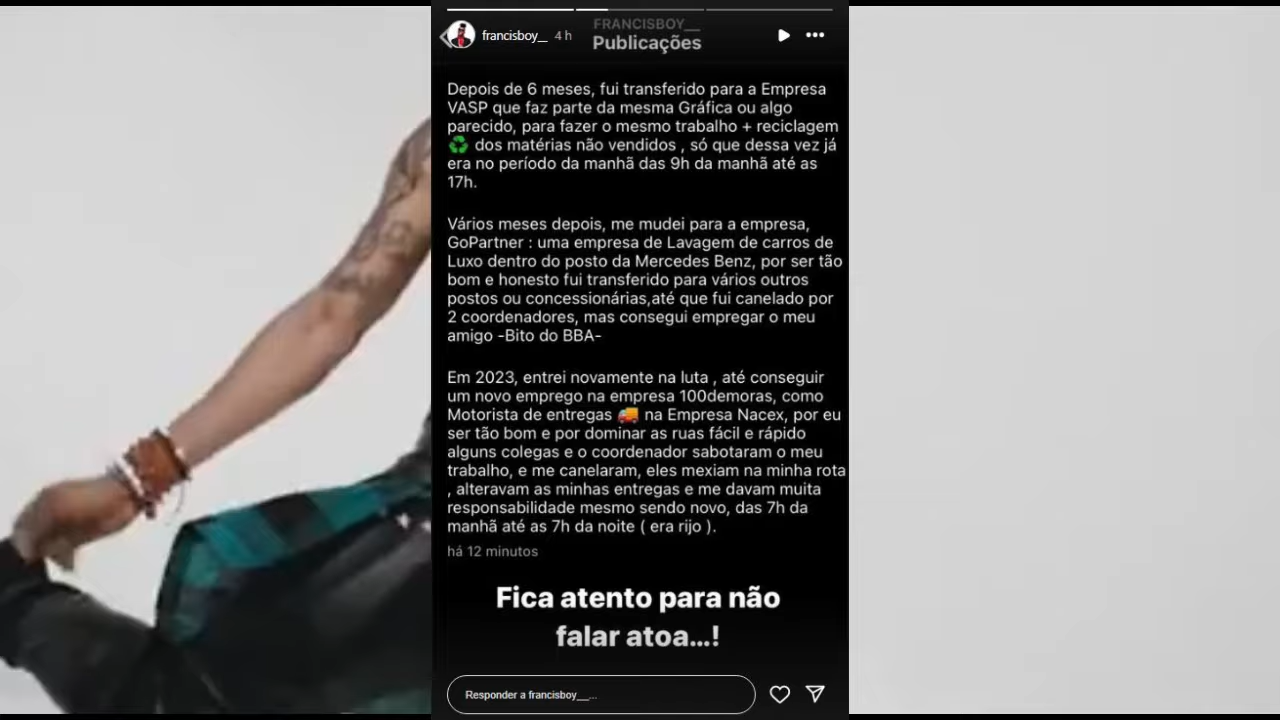 FRANCISBOY__
francisboy__ 4 h
Publicações
Depois de 6 meses, fui transferido para a Empresa
VASP que faz parte da mesma Gráfica ou algo
parecido, para fazer o mesmo trabalho + reciclagem
♻️ dos matérias não vendidos , só que dessa vez já
era no período da manhã das 9h da manhã até as
17h.
Vários meses depois, me mudei para a empresa,
GoPartner : uma empresa de Lavagem de carros de
Luxo dentro do posto da Mercedes Benz, por ser tão
bom e honesto fui transferido para vários outros
postos ou concessionárias,até que fui canelado por
2 coordenadores, mas consegui empregar o meu
amigo -Bito do BBA-
Em 2023, entrei novamente na luta , até conseguir
um novo emprego na empresa 100demoras, como
Motorista de entregas 🚚 na Empresa Nacex, por eu
ser tão bom e por dominar as ruas fácil e rápido
alguns colegas e o coordenador sabotaram o meu
trabalho, e me canelaram, eles mexiam na minha rota
, alteravam as minhas entregas e me davam muita
responsabilidade mesmo sendo novo, das 7h da
manhã até as 7h da noite ( era rijo ).
há 12 minutos
Fica atento para não
falar atoa...!
Responder a francisboy__...